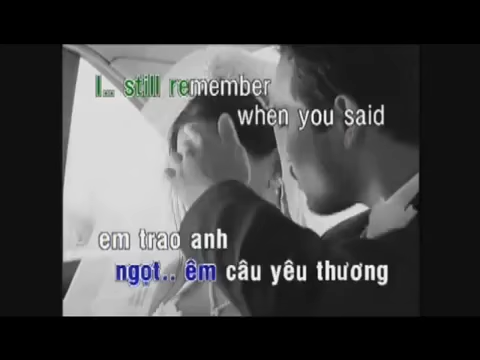 I... still remember
when you said
em trao anh
ngọt.. êm câu yêu thương